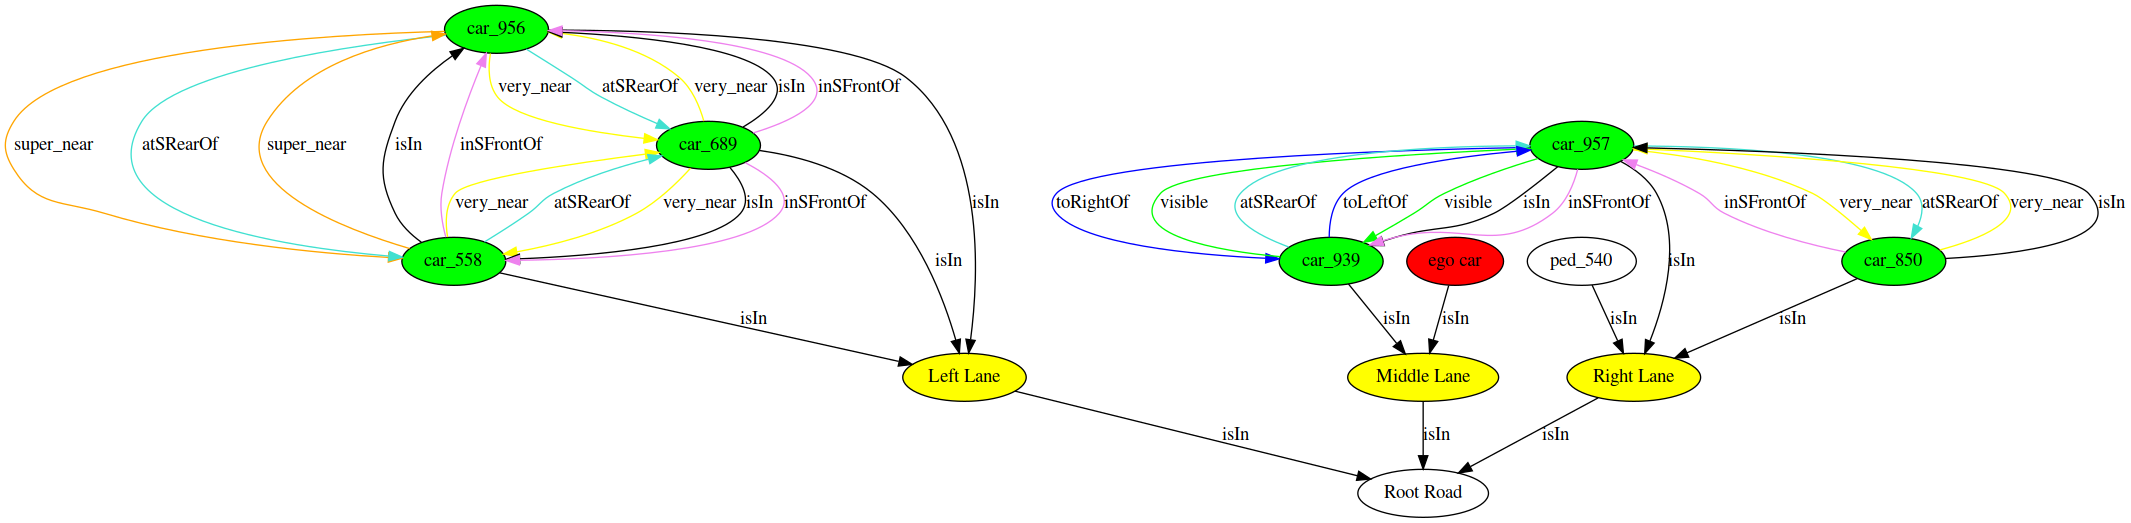 car_956
very_near
atSRearOf
very_near
isIn
inSFrontOf
super_near
atSRearOf
super_near
isIn
inSFrontOf
car_689
car_957
very_near
atSRearOf
very_near
isIn
inSFrontOf
isIn
toRightOf
visible
atSRearOf
toLeftOf
visible
isIn
inSFrontOf
inSFrontOf
very_near
atSRearOf
very_near
isIn
car_558
isIn
car_939
ego car
ped_540
isIn
car_850
isIn
isIn
isIn
isIn
isIn
Left Lane
Middle Lane
Right Lane
isIn
isIn
isIn
Root Road